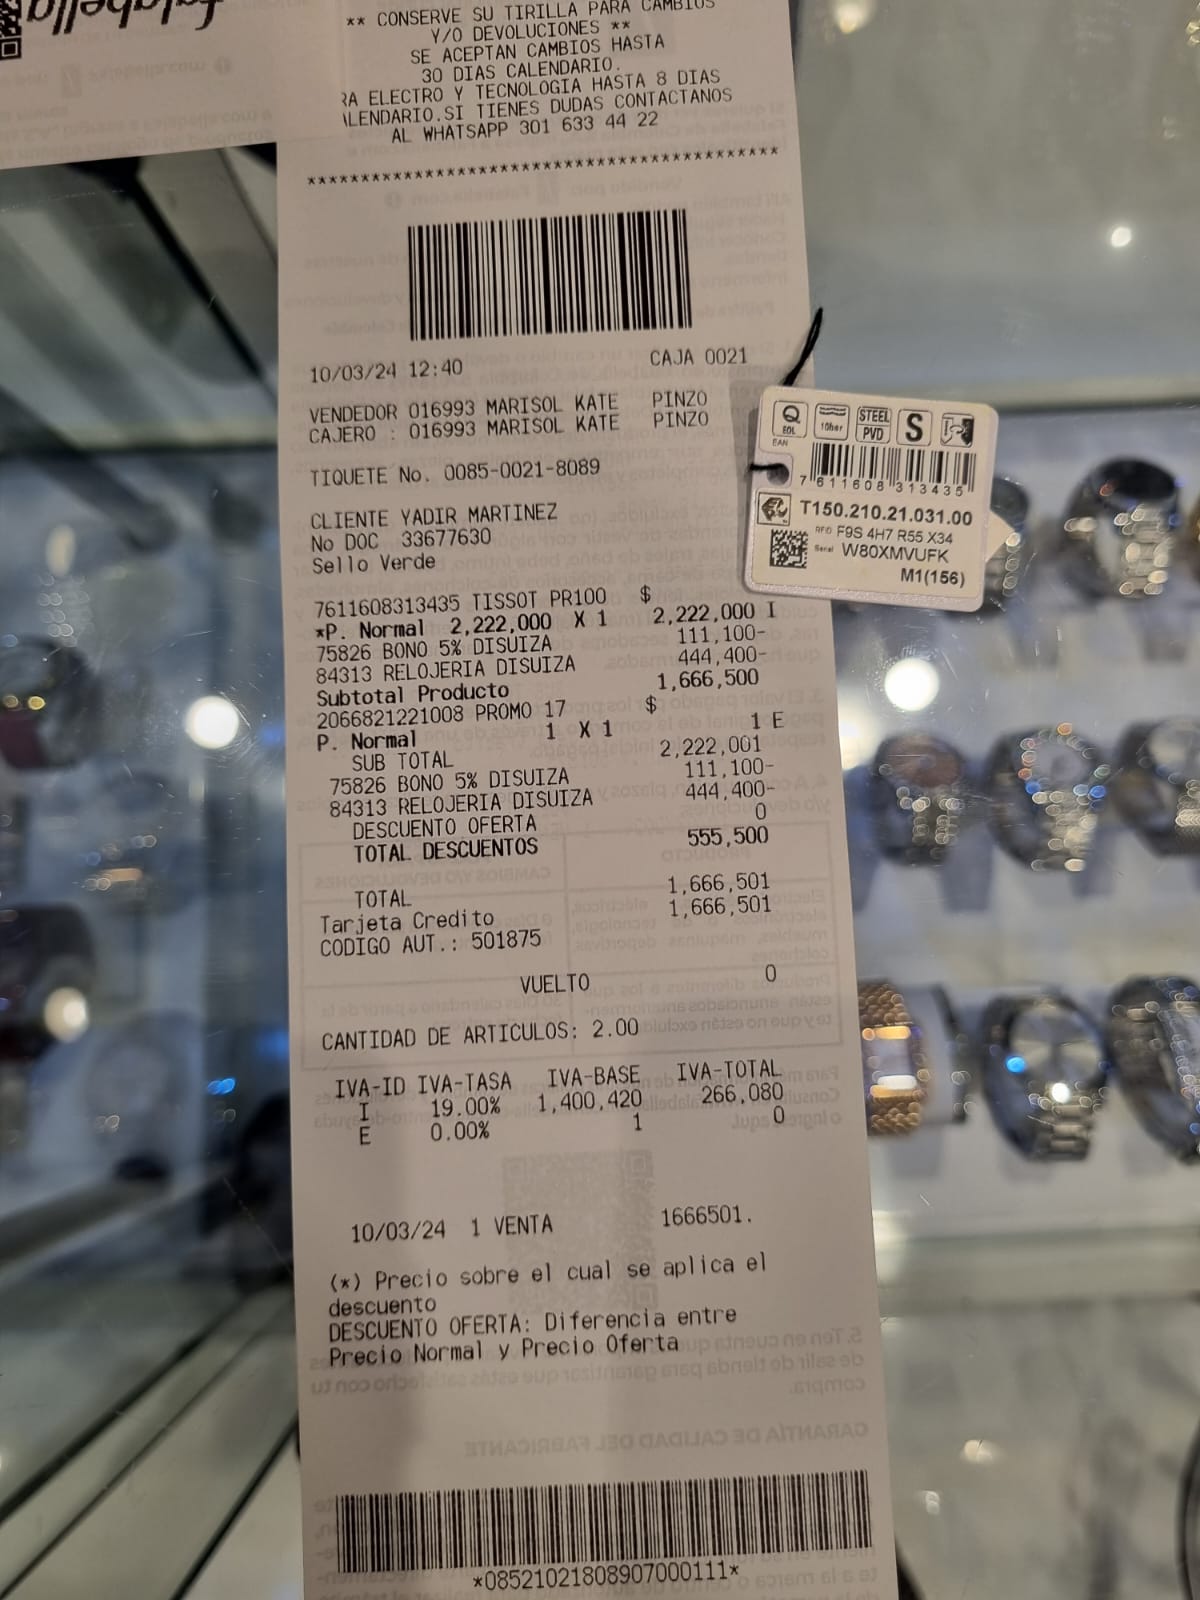 falabella
** CONSERVE SU TIRILLA PARA CAMBIOS
Y/O DEVOLUCIONES **
SE ACEPTAN CAMBIOS HASTA
30 DIAS CALENDARIO.
RA ELECTRO Y TECNOLOGIA HASTA 8 DIAS
ALENDARIO.SI TIENES DUDAS CONTACTANOS
AL WHATSAPP 301 633 44 22
*********************************************
10/03/24 12:40 CAJA 0021
VENDEDOR 016993 MARISOL KATE PINZO
CAJERO : 016993 MARISOL KATE PINZO
TIQUETE No. 0085-0021-8089
CLIENTE YADIR MARTINEZ
No DOC 33677630
Sello Verde
7611608313435 TISSOT PR100 $
*P. Normal 2,222,000 X 1 2,222,000 I
75826 BONO 5% DISUIZA 111,100-
84313 RELOJERIA DISUIZA 444,400-
Subtotal Producto 1,666,500
2066821221008 PROMO 17 $
P. Normal 1 X 1 1 E
SUB TOTAL 2,222,001
75826 BONO 5% DISUIZA 111,100-
84313 RELOJERIA DISUIZA 444,400-
DESCUENTO OFERTA 0
TOTAL DESCUENTOS 555,500
TOTAL 1,666,501
Tarjeta Credito 1,666,501
CODIGO AUT.: 501875
VUELTO 0
CANTIDAD DE ARTICULOS: 2.00
IVA-ID IVA-TASA IVA-BASE IVA-TOTAL
I 19.00% 1,400,420 266,080
E 0.00% 1 0
10/03/24 1 VENTA 1666501.
(*) Precio sobre el cual se aplica el
descuento
DESCUENTO OFERTA: Diferencia entre
Precio Normal y Precio Oferta
*08521021808907000111*
Q EOL 10bar STEEL PVD S
EAN
7 611608 313435
T150.210.21.031.00
RFID F9S 4H7 R55 X34
Serial W80XMVUFK
M1(156)